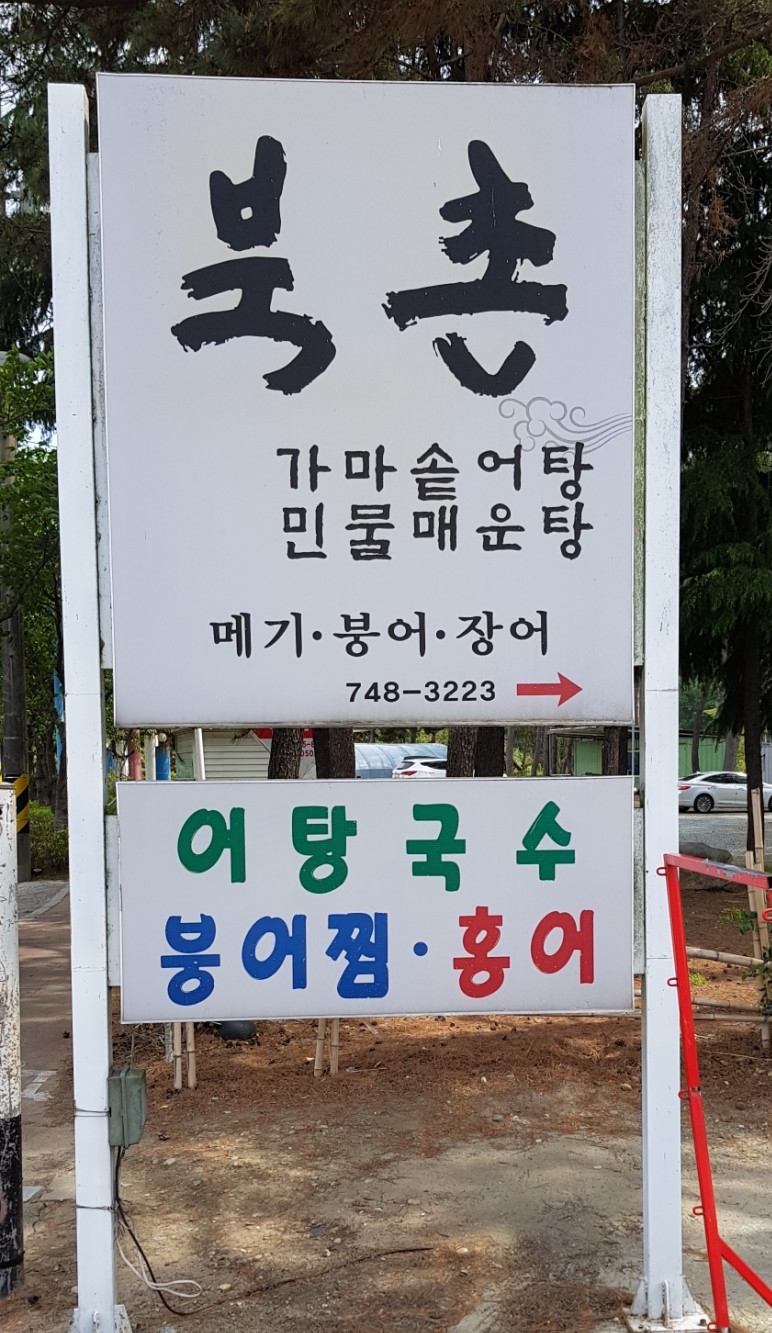 북촌
가마솥어탕
민물매운탕
메기·붕어·장어
748-3223
어탕국수
붕어찜·홍어